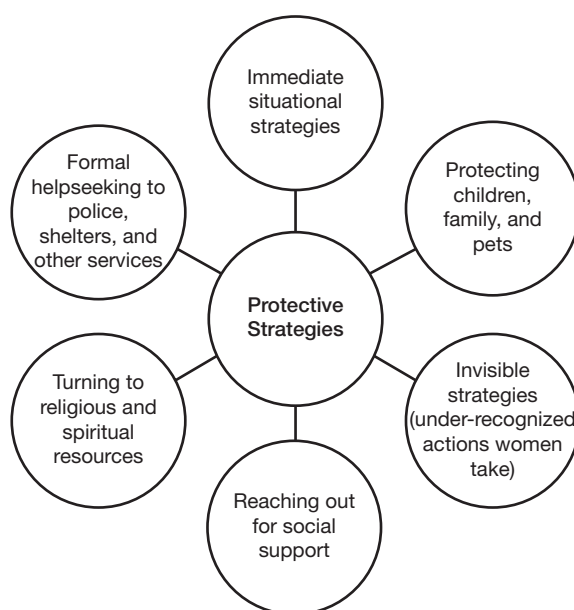 Immediate
situational
strategies
Formal
helpseeking to
police,
shelters, and
other services
Protecting
children,
family, and
pets
Protective
Strategies
Turning to
religious and
spiritual
resources
Invisible
strategies
(under-recognized
actions women
take)
Reaching out
for social
support